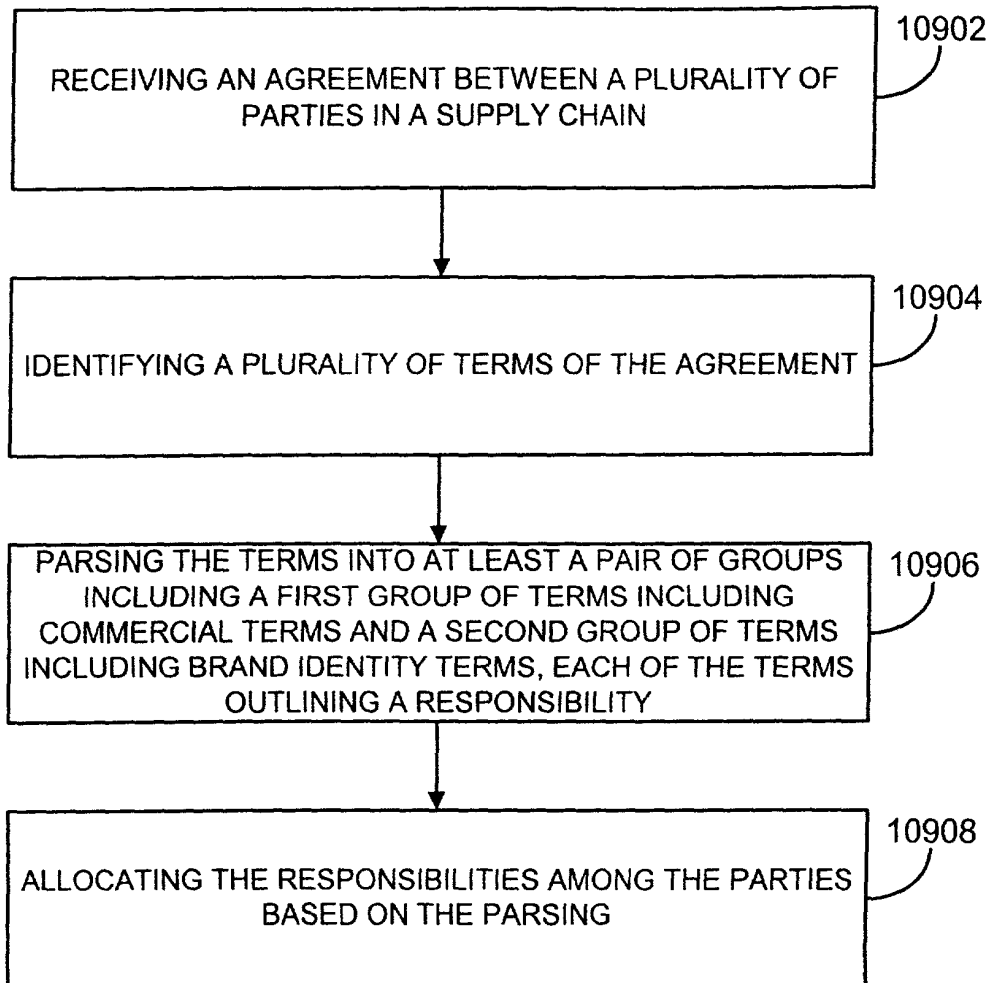 10902
RECEIVING AN AGREEMENT BETWEEN A PLURALITY OF
PARTIES IN A SUPPLY CHAIN
10904
IDENTIFYING A PLURALITY OF TERMS OF THE AGREEMENT
10906
PARSING THE TERMS INTO AT LEAST A PAIR OF GROUPS
INCLUDING A FIRST GROUP OF TERMS INCLUDING
COMMERCIAL TERMS AND A SECOND GROUP OF TERMS
INCLUDING BRAND IDENTITY TERMS, EACH OF THE TERMS
OUTLINING A RESPONSIBILITY
10908
ALLOCATING THE RESPONSIBILITIES AMONG THE PARTIES
BASED ON THE PARSING